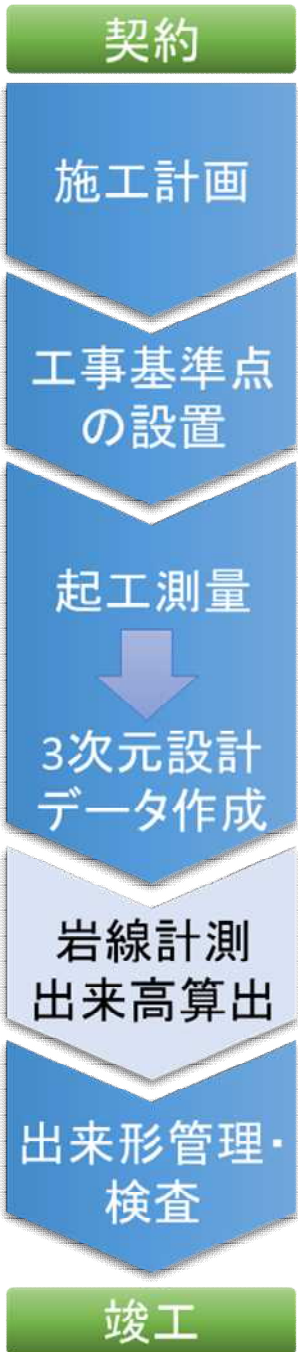 契約
施工計画
工事基準点
の設置
起工測量
3次元設計
データ作成
岩線計測
出来高算出
出来形管理・
検査
竣工